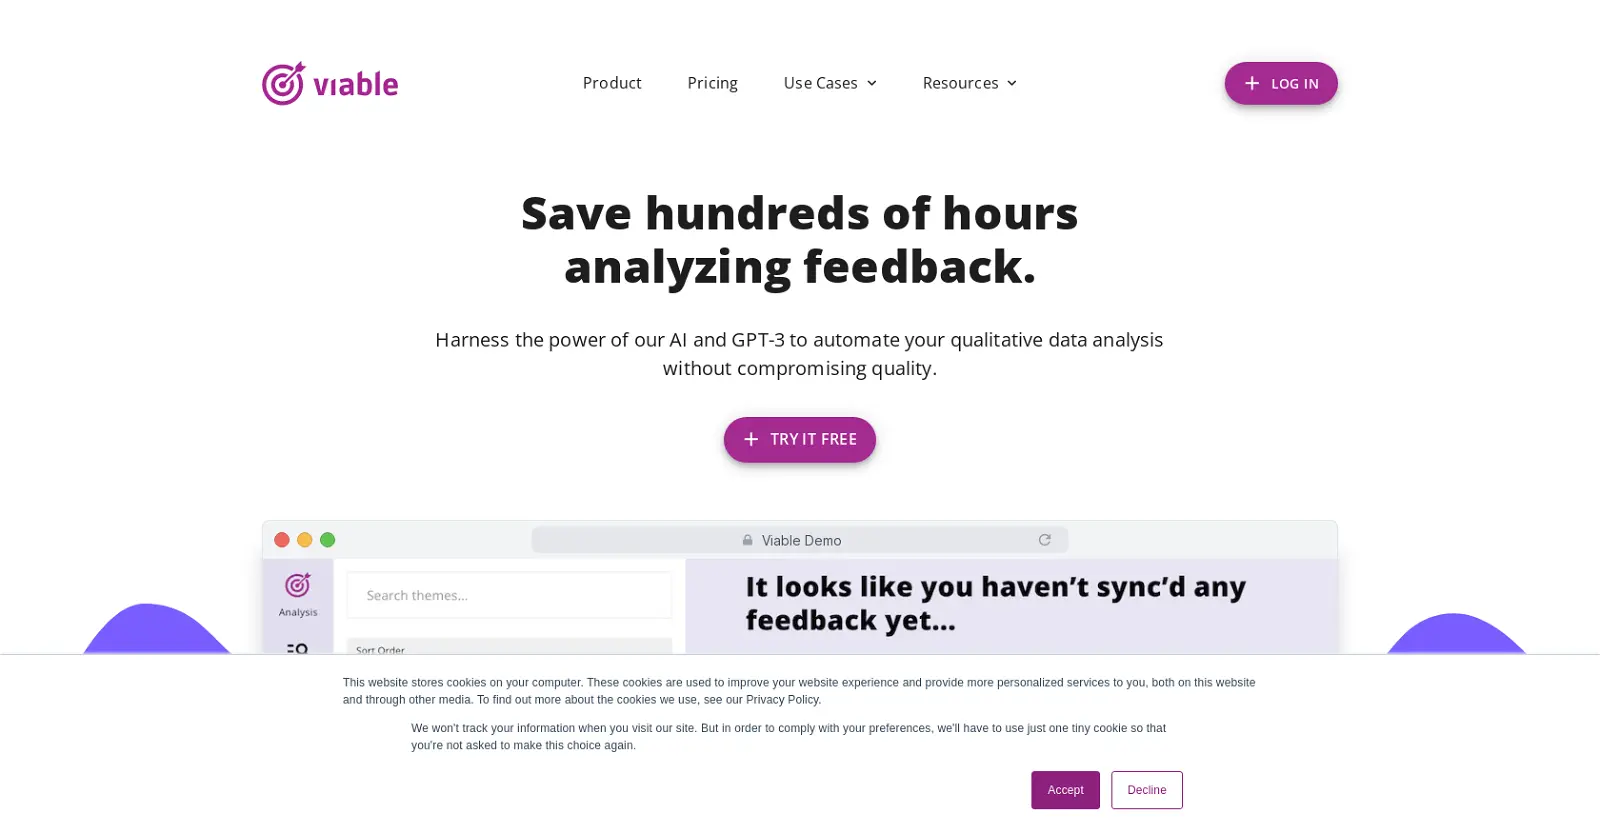 viable
Product
Pricing
Use Cases
Resources
LOG IN
Save hundreds of hours
analyzing feedback.
Harness the power of our AI and GPT-3 to automate your qualitative data analysis
without compromising quality.
TRY IT FREE
Viable Demo
Analysis
Search themes...
Sort Order
It looks like you haven't sync'd any
feedback yet...
This website stores cookies on your computer. These cookies are used to improve your website experience and provide more personalized services to you, both on this website
and through other media. To find out more about the cookies we use, see our Privacy Policy.
We won't track your information when you visit our site. But in order to comply with your preferences, we'll have to use just one tiny cookie so that
you're not asked to make this choice again.
Accept
Decline